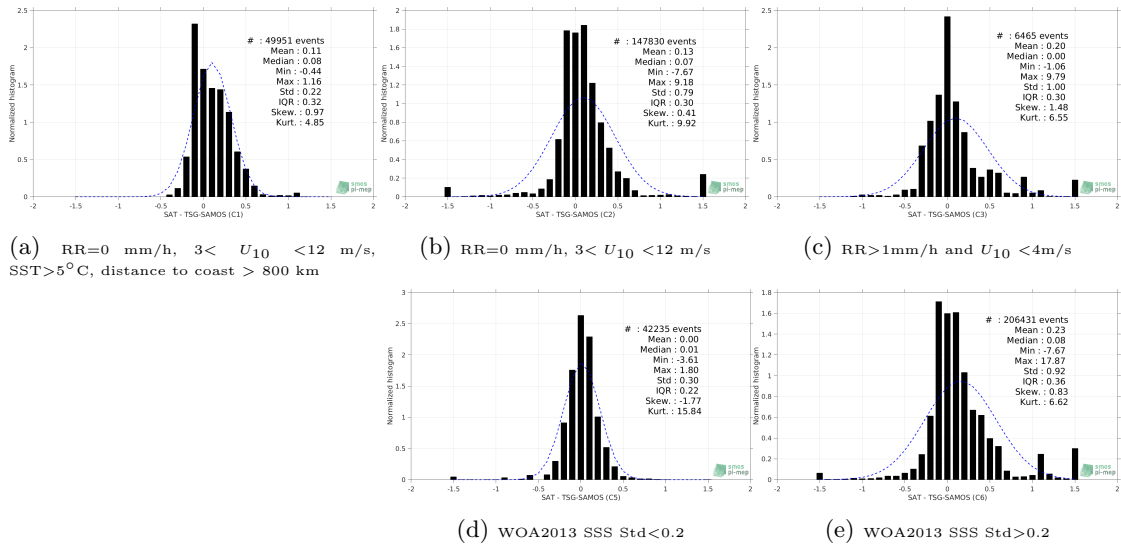 2.5
2
1.5
1
0.5
0
-2 -1.5 -1 -0.5 0 0.5 1 1.5 2
Normalized histogram
SAT - TSG-SAMOS (C1)
# : 49951 events
Mean : 0.11
Median : 0.08
Min : -0.44
Max : 1.16
Std : 0.22
IQR : 0.32
Skew. : 0.97
Kurt. : 4.85
smos
pi-mep
2
1.8
1.6
1.4
1.2
1
0.8
0.6
0.4
0.2
0
-2 -1.5 -1 -0.5 0 0.5 1 1.5 2
Normalized histogram
SAT - TSG-SAMOS (C2)
# : 147830 events
Mean : 0.13
Median : 0.07
Min : -7.67
Max : 9.18
Std : 0.79
IQR : 0.30
Skew. : 0.41
Kurt. : 9.92
smos
pi-mep
2.5
2
1.5
1
0.5
0
-2 -1.5 -1 -0.5 0 0.5 1 1.5 2
Normalized histogram
SAT - TSG-SAMOS (C3)
# : 6465 events
Mean : 0.20
Median : 0.00
Min : -1.06
Max : 9.79
Std : 1.00
IQR : 0.30
Skew. : 1.48
Kurt. : 6.55
smos
pi-mep
(a) RR=0 mm/h, 3< U10 <12 m/s,
SST>5°C, distance to coast > 800 km
(b) RR=0 mm/h, 3< U10 <12 m/s
(c) RR>1mm/h and U10 <4m/s
3
2.5
2
1.5
1
0.5
0
-2 -1.5 -1 -0.5 0 0.5 1 1.5 2
Normalized histogram
SAT - TSG-SAMOS (C5)
# : 42235 events
Mean : 0.00
Median : 0.01
Min : -3.61
Max : 1.80
Std : 0.30
IQR : 0.22
Skew. : -1.77
Kurt. : 15.84
smos
pi-mep
1.8
1.6
1.4
1.2
1
0.8
0.6
0.4
0.2
0
-2 -1.5 -1 -0.5 0 0.5 1 1.5 2
Normalized histogram
SAT - TSG-SAMOS (C6)
# : 206431 events
Mean : 0.23
Median : 0.08
Min : -7.67
Max : 17.87
Std : 0.92
IQR : 0.36
Skew. : 0.83
Kurt. : 6.62
smos
pi-mep
(d) WOA2013 SSS Std<0.2
(e) WOA2013 SSS Std>0.2